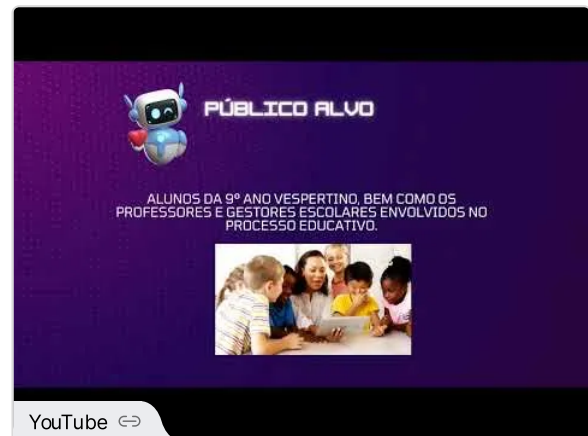 PÚBLICO ALVO
ALUNOS DA 9º ANO VESPERTINO, BEM COMO OS
PROFESSORES E GESTORES ESCOLARES ENVOLVIDOS NO
PROCESSO EDUCATIVO.
YouTube